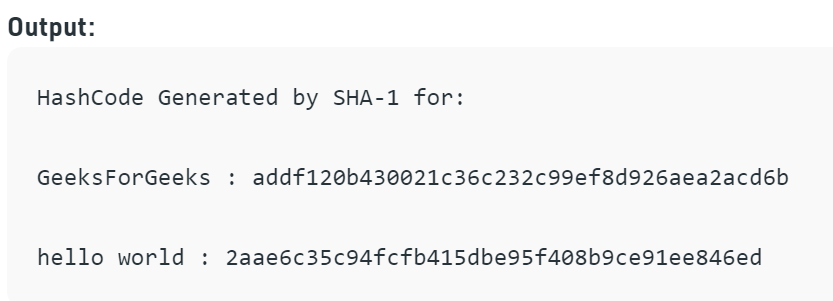 Output:
HashCode Generated by SHA-1 for:
GeeksForGeeks : addf120b430021c36c232c99ef8d926aea2acd6b
hello world : 2aae6c35c94fcfb415dbe95f408b9ce91ee846ed